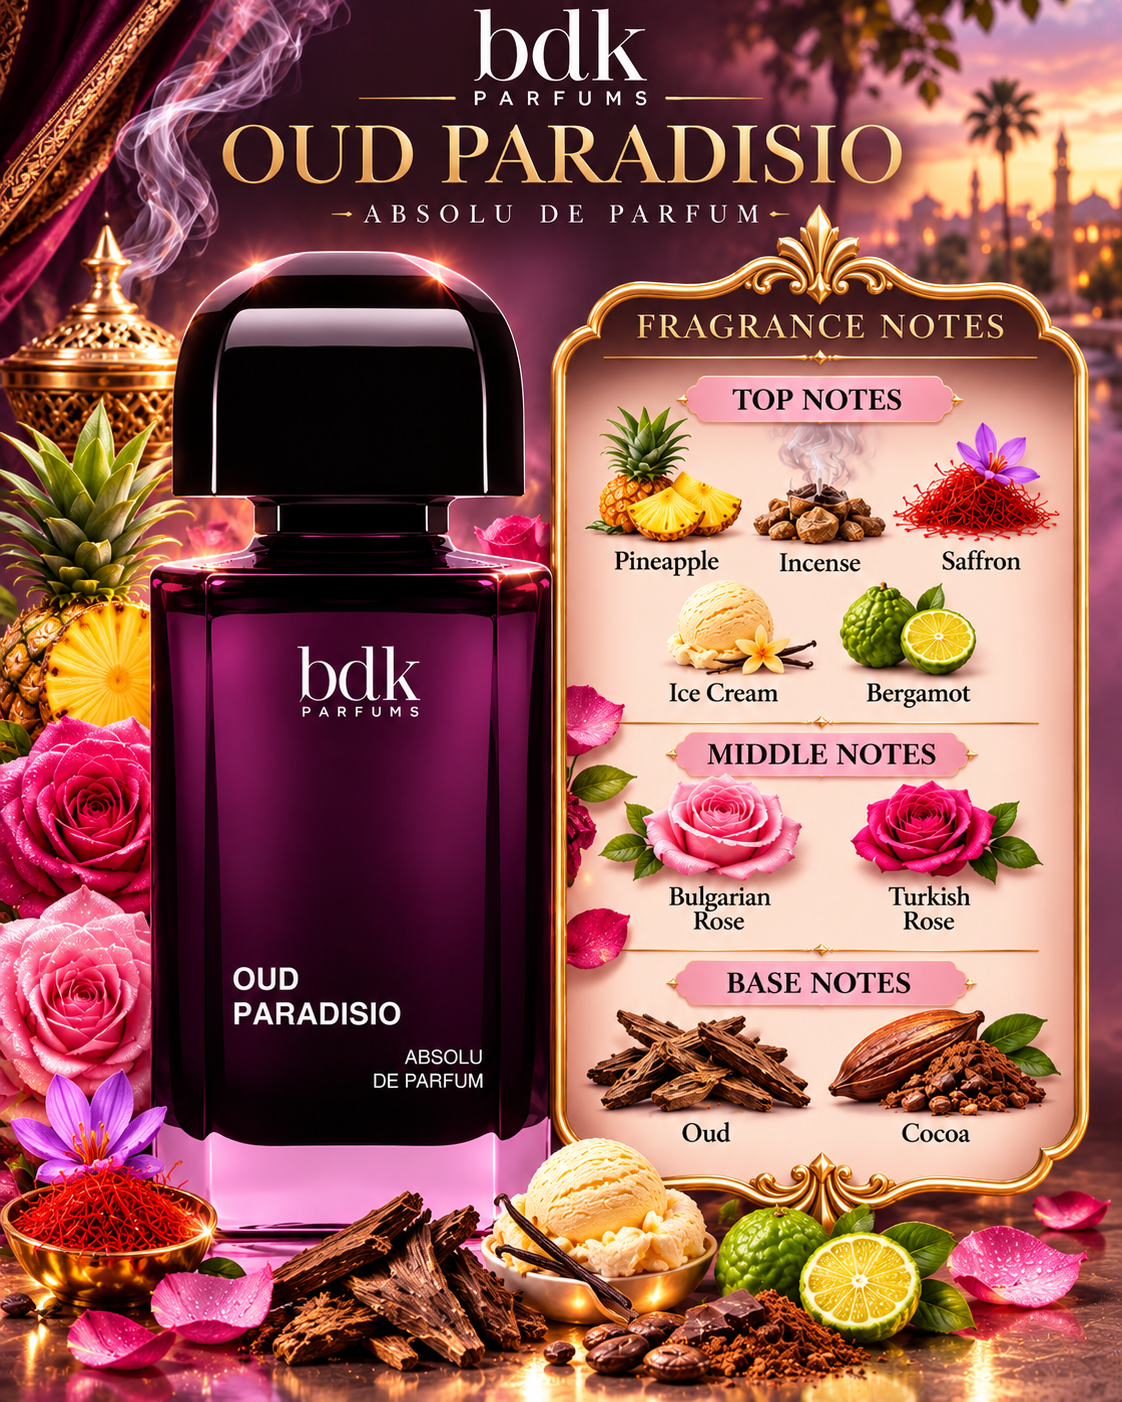 bdk
PARFUMS
OUD PARADISIO
ABSOLU DE PARFUM
FRAGRANCE NOTES
TOP NOTES
Pineapple
Incense
Saffron
Ice Cream
Bergamot
MIDDLE NOTES
Bulgarian
Rose
Turkish
Rose
BASE NOTES
Oud
Cocoa
bdk
PARFUMS
OUD
PARADISIO
ABSOLU
DE PARFUM